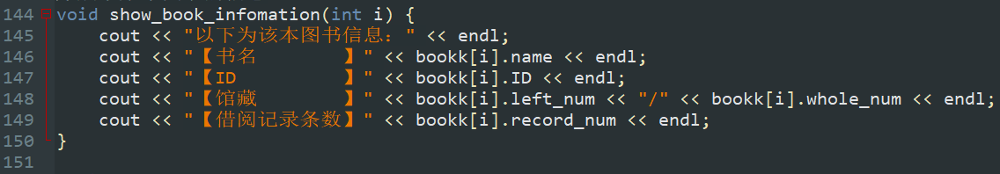 144 void show_book_infomation(int i) {
145     cout << "以下为该本图书信息：" << endl;
146     cout << "【书名        】" << bookk[i].name << endl;
147     cout << "【ID          】" << bookk[i].ID << endl;
148     cout << "【馆藏        】" << bookk[i].left_num << "/" << bookk[i].whole_num << endl;
149     cout << "【借阅记录条数】" << bookk[i].record_num << endl;
150 }
151